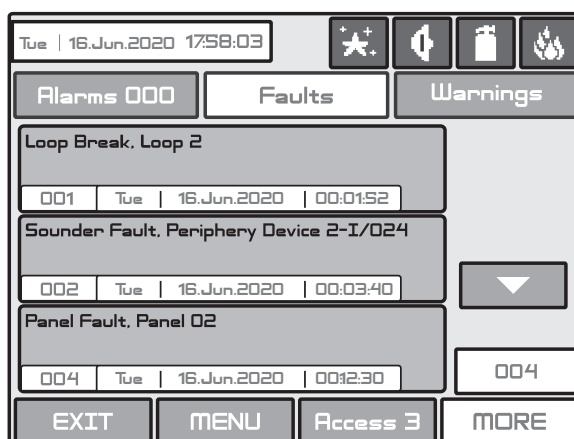 Tue | 16.Jun.2020 17:58:03
Alarms 000 Faults Warnings
Loop Break, Loop 2
001 Tue | 16.Jun.2020 | 00:01:52
Sounder Fault, Periphery Device 2-I/024
002 Tue | 16.Jun.2020 | 00:03:40
Panel Fault, Panel 02
004 Tue | 16.Jun.2020 | 00:12:30
004
EXIT MENU Access 3 MORE